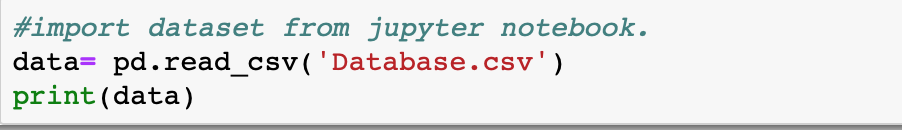 #import dataset from jupyter notebook.
data= pd.read_csv('Database.csv')
print(data)